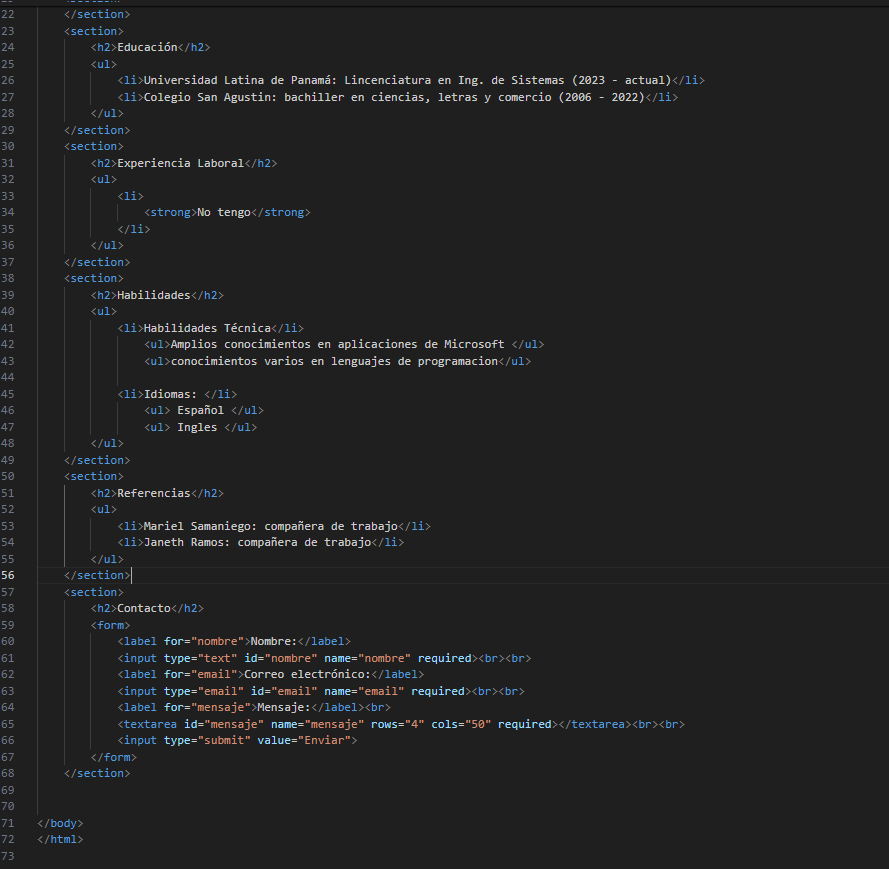 22 </section>
23 <section>
24 <h2>Educación</h2>
25 <ul>
26 <li>Universidad Latina de Panamá: Lincenciatura en Ing. de Sistemas (2023 - actual)</li>
27 <li>Colegio San Agustin: bachiller en ciencias, letras y comercio (2006 - 2022)</li>
28 </ul>
29 </section>
30 <section>
31 <h2>Experiencia Laboral</h2>
32 <ul>
33 <li>
34 <strong>No tengo</strong>
35 </li>
36 </ul>
37 </section>
38 <section>
39 <h2>Habilidades</h2>
40 <ul>
41 <li>Habilidades Técnica</li>
42 <ul>Amplios conocimientos en aplicaciones de Microsoft </ul>
43 <ul>conocimientos varios en lenguajes de programacion</ul>
44
45 <li>Idiomas: </li>
46 <ul> Español </ul>
47 <ul> Ingles </ul>
48 </ul>
49 </section>
50 <section>
51 <h2>Referencias</h2>
52 <ul>
53 <li>Mariel Samaniego: compañera de trabajo</li>
54 <li>Janeth Ramos: compañera de trabajo</li>
55 </ul>
56 </section>
57 <section>
58 <h2>Contacto</h2>
59 <form>
60 <label for="nombre">Nombre:</label>
61 <input type="text" id="nombre" name="nombre" required><br><br>
62 <label for="email">Correo electrónico:</label>
63 <input type="email" id="email" name="email" required><br><br>
64 <label for="mensaje">Mensaje:</label><br>
65 <textarea id="mensaje" name="mensaje" rows="4" cols="50" required></textarea><br><br>
66 <input type="submit" value="Enviar">
67 </form>
68 </section>
69
70
71 </body>
72 </html>
73